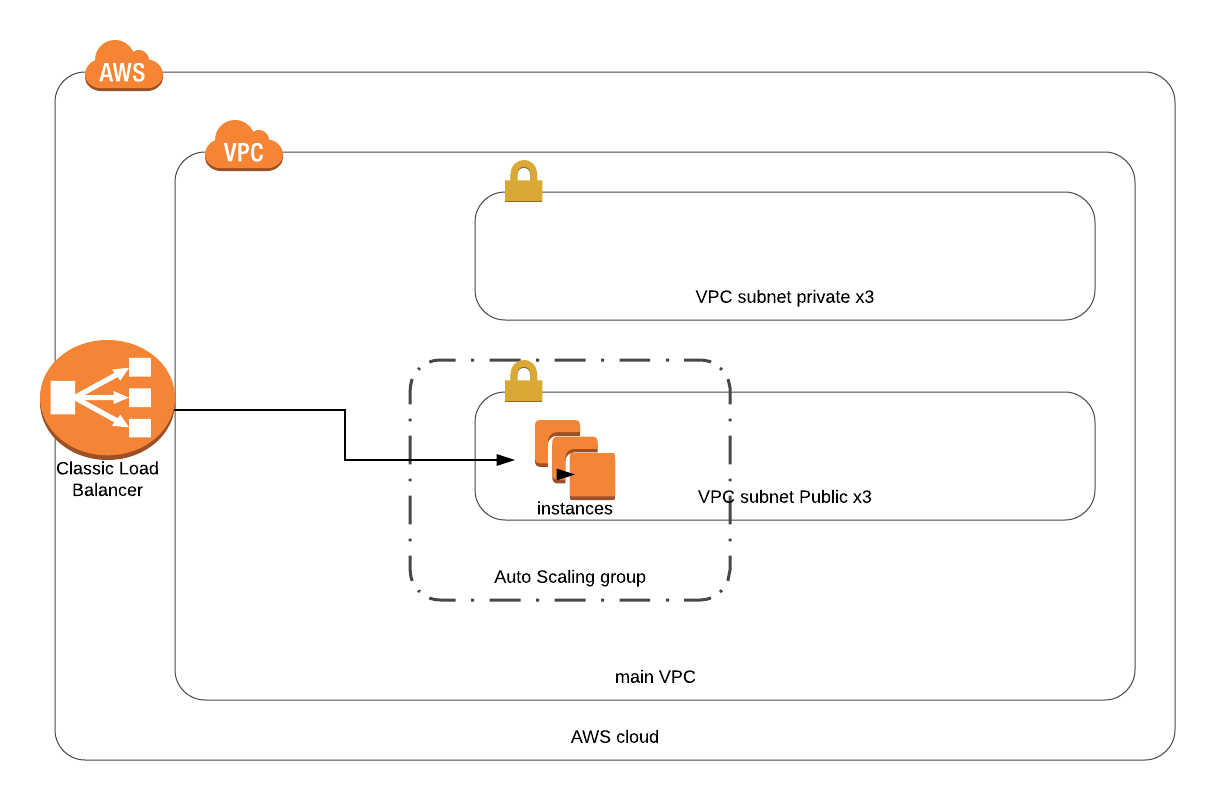 AWS
VPC
VPC subnet private x3
Classic Load
Balancer
VPC subnet Public x3
instances
Auto Scaling group
main VPC
AWS cloud